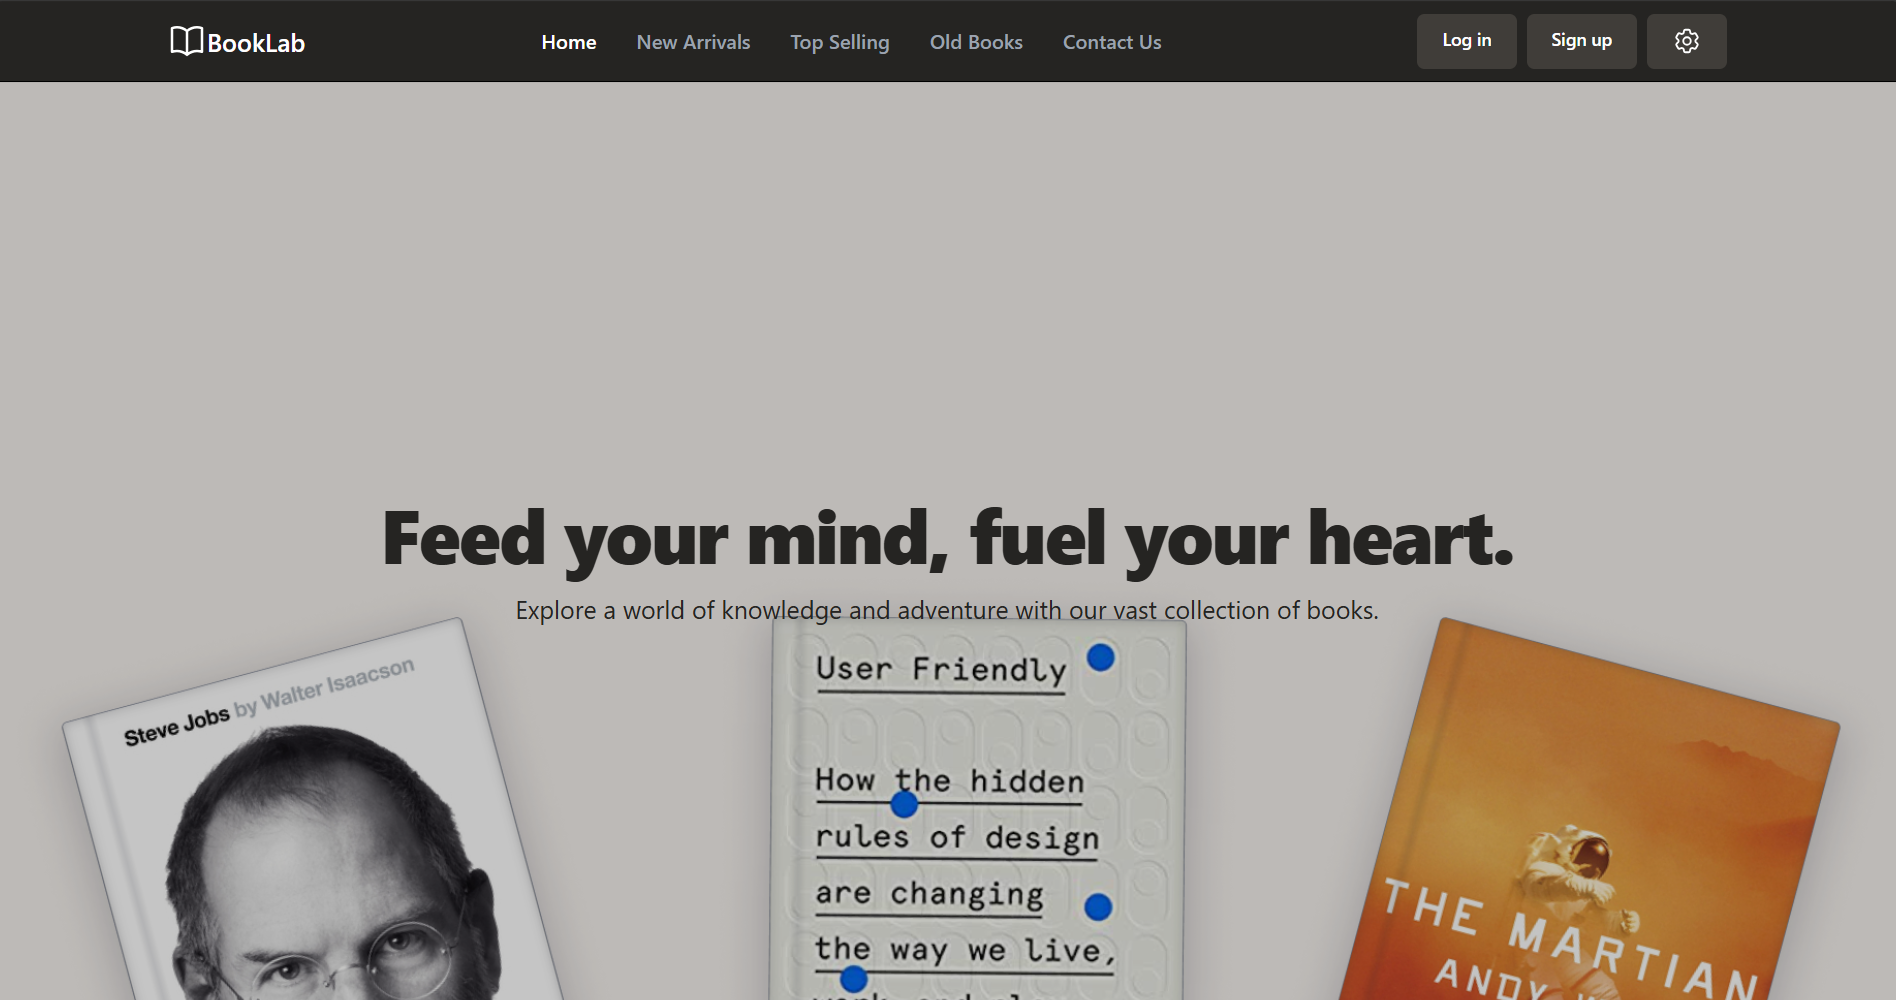 BookLab
Home
New Arrivals
Top Selling
Old Books
Contact Us
Log in
Sign up
Feed your mind, fuel your heart.
Explore a world of knowledge and adventure with our vast collection of books.
Steve Jobs by Walter Isaacson
User Friendly
How the hidden
rules of design
are changing
the way we live,
THE MARTIAN
ANDY